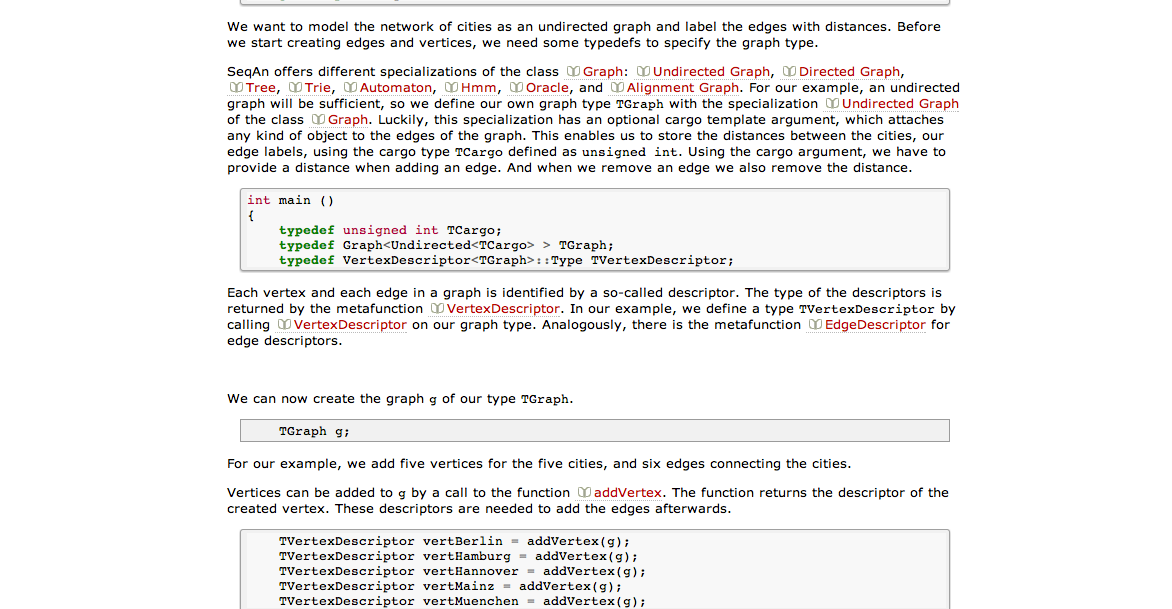 We want to model the network of cities as an undirected graph and label the edges with distances. Before
we start creating edges and vertices, we need some typedefs to specify the graph type.
SeqAn offers different specializations of the class Graph: Undirected Graph, Directed Graph,
Tree, Trie, Automaton, Hmm, Oracle, and Alignment Graph. For our example, an undirected
graph will be sufficient, so we define our own graph type TGraph with the specialization Undirected Graph
of the class Graph. Luckily, this specialization has an optional cargo template argument, which attaches
any kind of object to the edges of the graph. This enables us to store the distances between the cities, our
edge labels, using the cargo type TCargo defined as unsigned int. Using the cargo argument, we have to
provide a distance when adding an edge. And when we remove an edge we also remove the distance.
int main ()
{
    typedef unsigned int TCargo;
    typedef Graph<Undirected<TCargo> > TGraph;
    typedef VertexDescriptor<TGraph>::Type TVertexDescriptor;
Each vertex and each edge in a graph is identified by a so-called descriptor. The type of the descriptors is
returned by the metafunction VertexDescriptor. In our example, we define a type TVertexDescriptor by
calling VertexDescriptor on our graph type. Analogously, there is the metafunction EdgeDescriptor for
edge descriptors.
We can now create the graph g of our type TGraph.
    TGraph g;
For our example, we add five vertices for the five cities, and six edges connecting the cities.
Vertices can be added to g by a call to the function addVertex. The function returns the descriptor of the
created vertex. These descriptors are needed to add the edges afterwards.
    TVertexDescriptor vertBerlin = addVertex(g);
    TVertexDescriptor vertHamburg = addVertex(g);
    TVertexDescriptor vertHannover = addVertex(g);
    TVertexDescriptor vertMainz = addVertex(g);
    TVertexDescriptor vertMuenchen = addVertex(g);